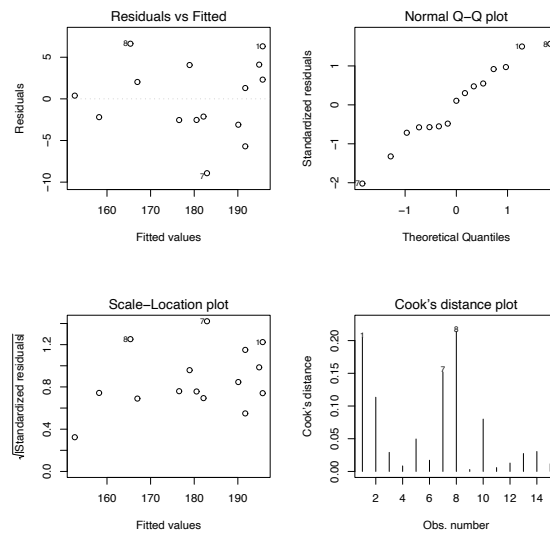 Residuals vs Fitted
Residuals
5
0
−5
−10
8
1
7
160 170 180 190
Fitted values
Normal Q−Q plot
Standardized residuals
1
0
−1
−2
1
8
7
−1 0 1
Theoretical Quantiles
Scale−Location plot
√|Standardized residuals|
1.2
0.8
0.4
0.0
8
7
1
160 170 180 190
Fitted values
Cook's distance plot
Cook's distance
0.20
0.15
0.10
0.05
0.00
1
8
7
2 4 6 8 10 12 14
Obs. number